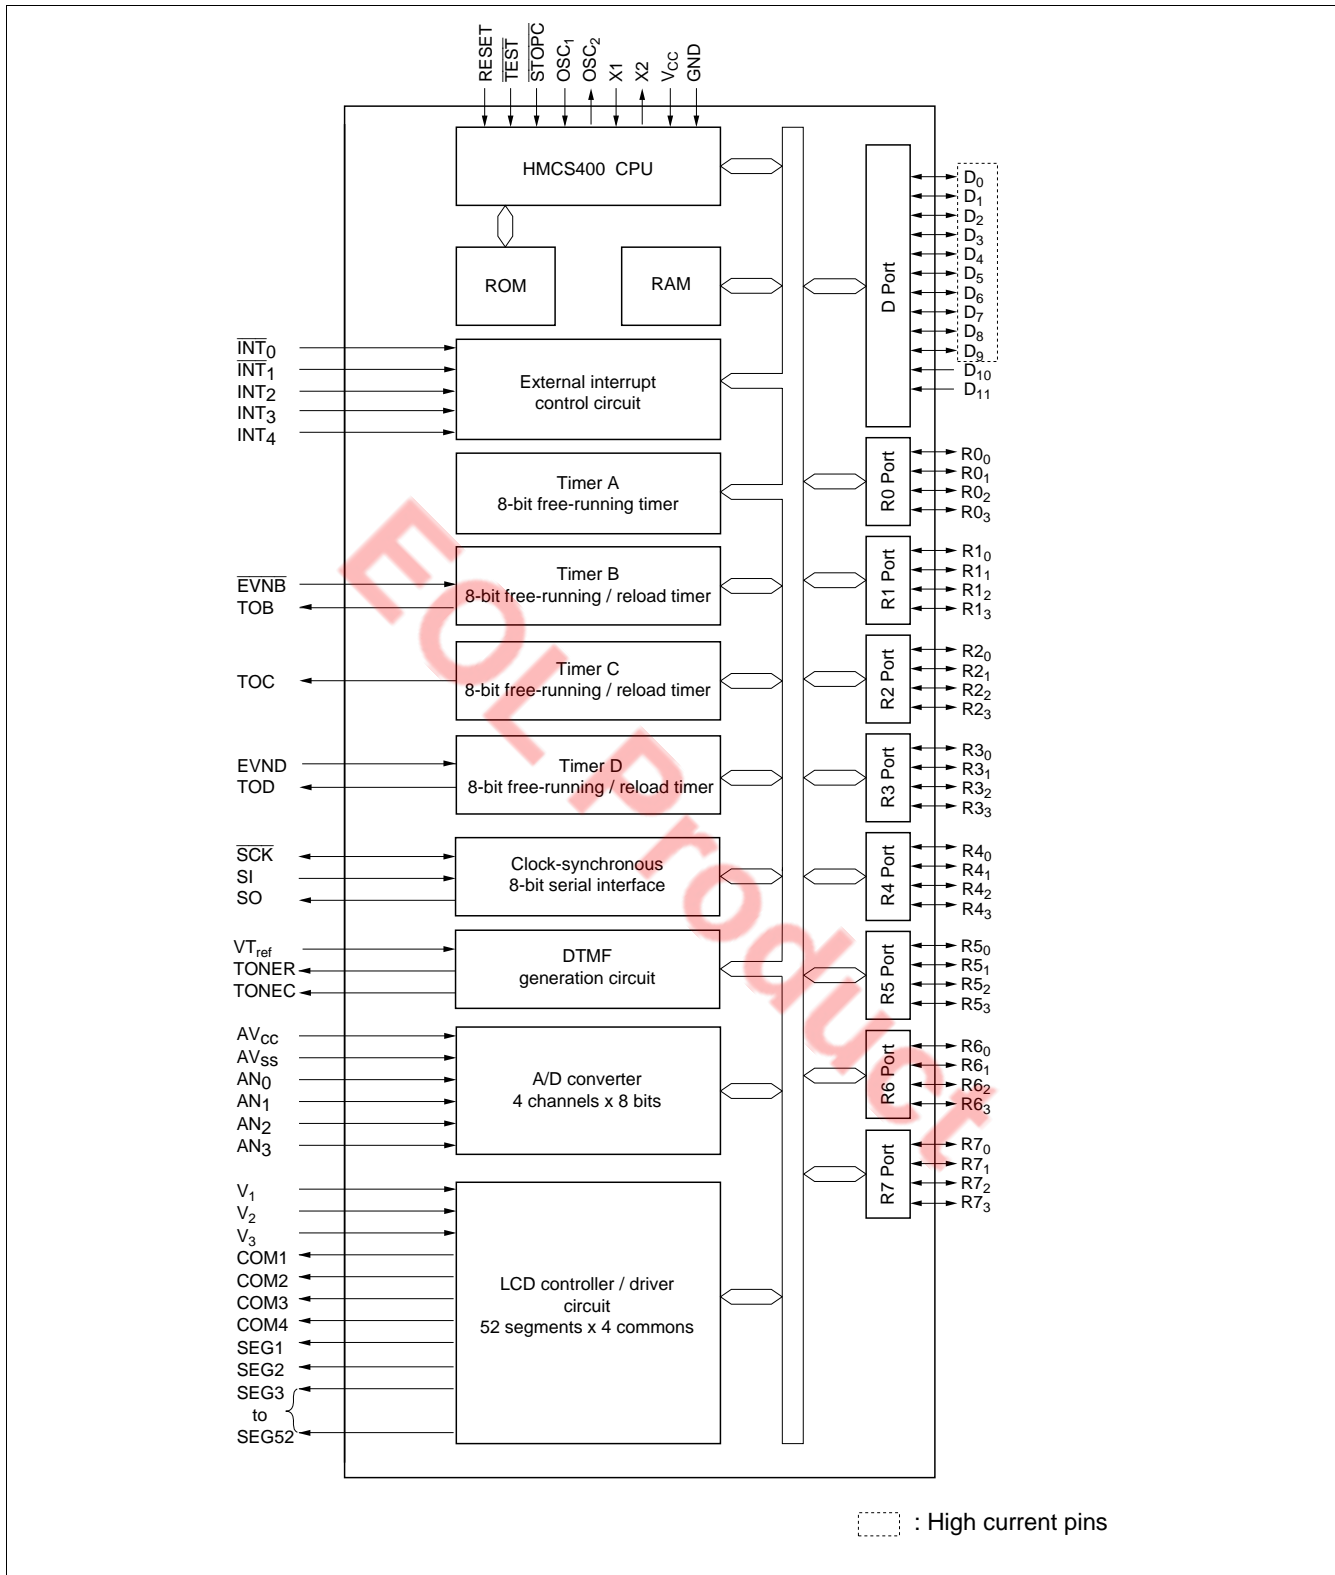 RESET
TEST
STOPC
OSC1
OSC2
X1
X2
VCC
GND
HMCS400 CPU
ROM
RAM
INT0
INT1
INT2
INT3
INT4
External interrupt
control circuit
Timer A
8-bit free-running timer
EVNB
TOB
Timer B
8-bit free-running / reload timer
TOC
Timer C
8-bit free-running / reload timer
EVND
TOD
Timer D
8-bit free-running / reload timer
SCK
SI
SO
Clock-synchronous
8-bit serial interface
VTref
TONER
TONEC
DTMF
generation circuit
AVCC
AVSS
AN0
AN1
AN2
AN3
A/D converter
4 channels x 8 bits
V1
V2
V3
COM1
COM2
COM3
COM4
SEG1
SEG2
SEG3
to
SEG52
LCD controller / driver
circuit
52 segments x 4 commons
D Port
D0
D1
D2
D3
D4
D5
D6
D7
D8
D9
D10
D11
R0 Port
R00
R01
R02
R03
R1 Port
R10
R11
R12
R13
R2 Port
R20
R21
R22
R23
R3 Port
R30
R31
R32
R33
R4 Port
R40
R41
R42
R43
R5 Port
R50
R51
R52
R53
R6 Port
R60
R61
R62
R63
R7 Port
R70
R71
R72
R73
: High current pins
EOL Product